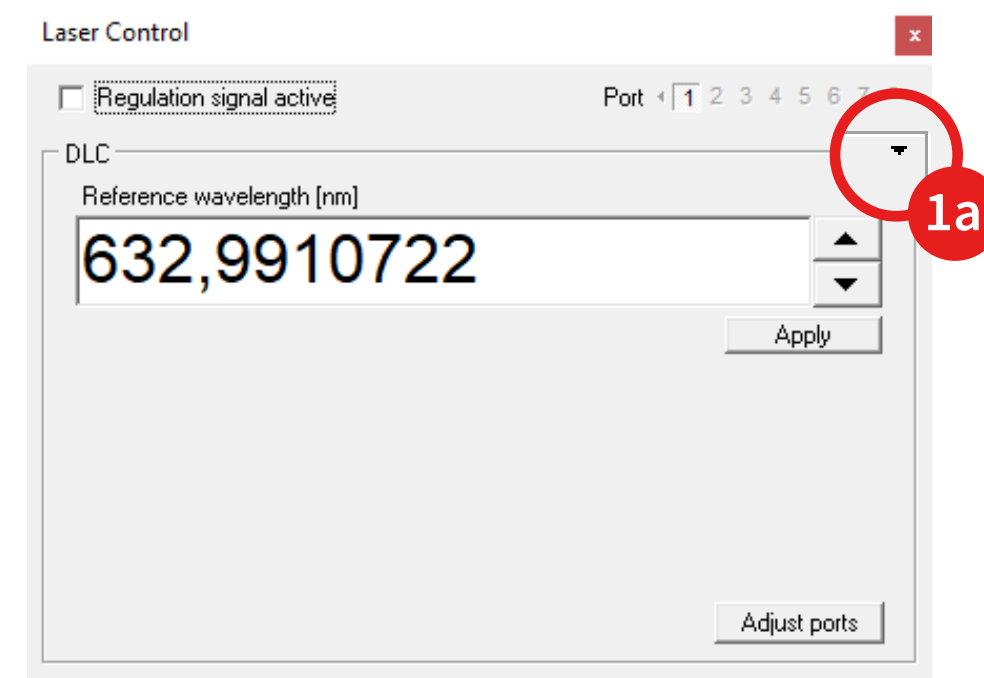 Laser Control
x
Regulation signal active
Port 1 2 3 4 5 6 7
DLC
1a
Reference wavelength [nm]
632,9910722
Apply
Adjust ports